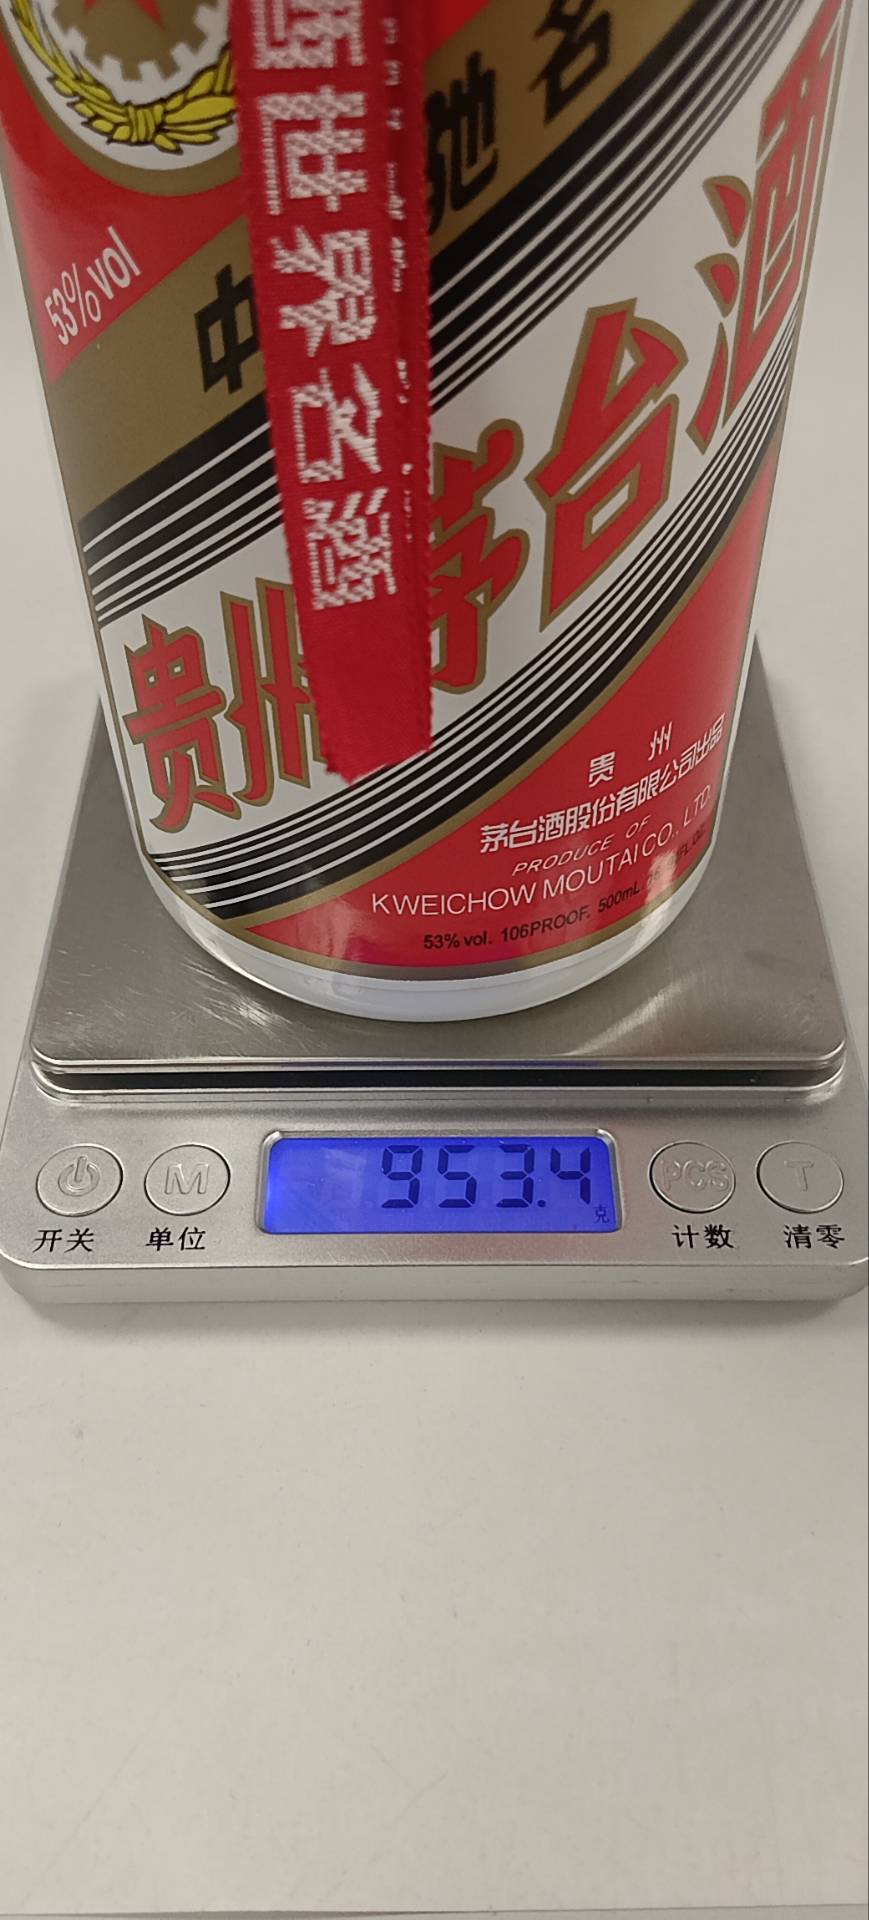 酒世界名酒
53%vol
中
驰名
贵州茅台酒
贵州
茅台酒股份有限公司出品
PRODUCE OF
KWEICHOW MOUTAI CO., LTD.
53% vol. 106PROOF. 500mL
953.4
克
M
PCS
T
开关
单位
计数
清零